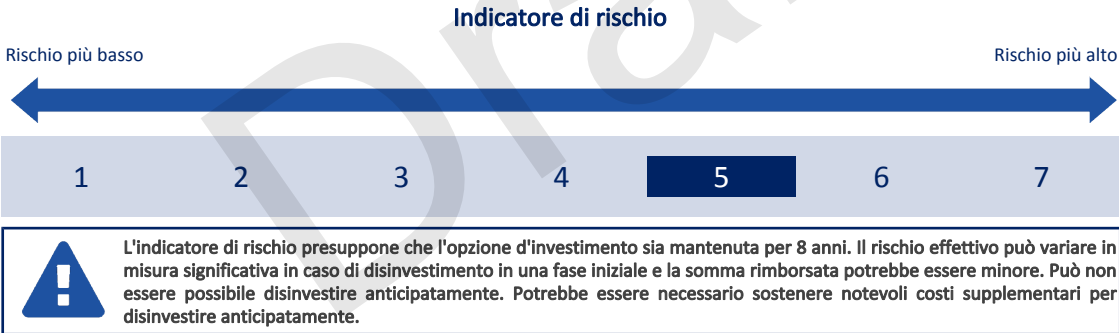 Indicatore di rischio
Rischio più basso
Rischio più alto
1 2 3 4 5 6 7
L'indicatore di rischio presuppone che l'opzione d'investimento sia mantenuta per 8 anni. Il rischio effettivo può variare in
misura significativa in caso di disinvestimento in una fase iniziale e la somma rimborsata potrebbe essere minore. Può non
essere possibile disinvestire anticipatamente. Potrebbe essere necessario sostenere notevoli costi supplementari per
disinvestire anticipatamente.